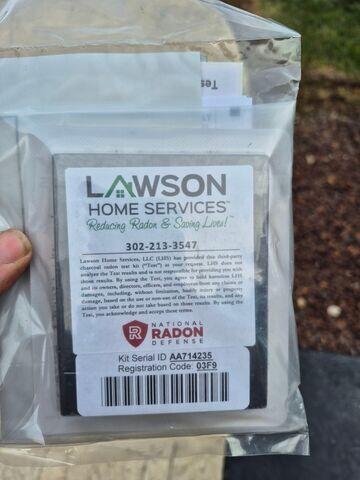 Tes
LAWSON
HOME SERVICES™
Reducing Radon & Saving Lives!™
302-213-3547
Lawson Home Services, LLC (LHS) has provided this third-party
charcoal radon test kit ("Test") at your request. LHS does not
analyze the Test results and is not responsible for providing you with
those results. By using the Test, you agree to hold harmless LHS
and its owners, directors, officers, and employees from any claims or
damages, including, without limitation, bodily injury or property
damage, based on the use or non-use of the Test, its results, and any
action you take or do not take based on those results. By using the
Test, you acknowledge and accept these terms.
NATIONAL
RADON
DEFENSE
Kit Serial ID AA714235
Registration Code: 03F9